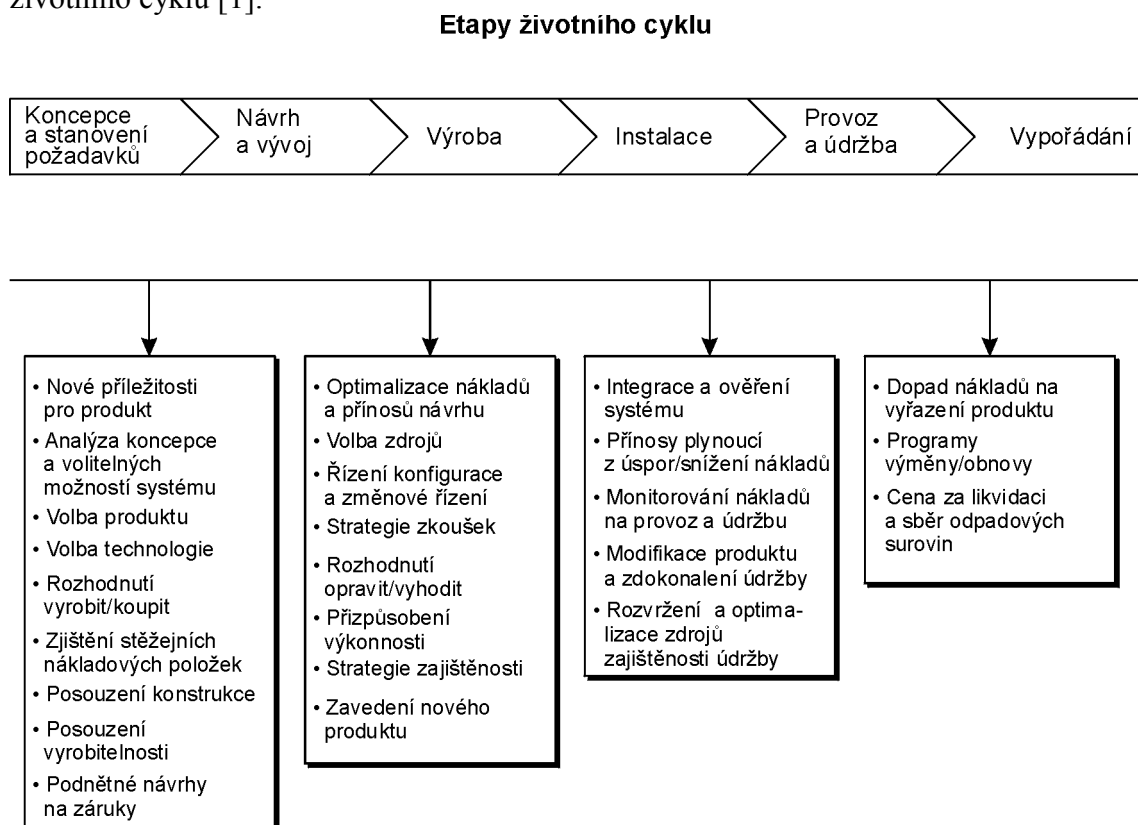 životního cyklu [1].
Etapy životního cyklu
Koncepce
a stanovení
požadavků
Návrh
a vývoj
Výroba
Instalace
Provoz
a údržba
Vypořádání
• Nové příležitosti
pro produkt
• Analýza koncepce
a volitelných
možností systému
• Volba produktu
• Volba technologie
• Rozhodnutí
vyrobit/koupit
• Zjištění stěžejních
nákladových položek
• Posouzení konstrukce
• Posouzení
vyrobitelnosti
• Podnětné návrhy
na záruky
• Optimalizace nákladů
a přínosů návrhu
• Volba zdrojů
• Řízení konfigurace
a změnové řízení
• Strategie zkoušek
• Rozhodnutí
opravit/vyhodit
• Přizpůsobení
výkonnosti
• Strategie zajištěnosti
• Zavedení nového
produktu
• Integrace a ověření
systému
• Přínosy plynoucí
z úspor/snížení nákladů
• Monitorování nákladů
na provoz a údržbu
• Modifikace produktu
a zdokonalení údržby
• Rozvržení a optima-
lizace zdrojů
zajištěnosti údržby
• Dopad nákladů na
vyřazení produktu
• Programy
výměny/obnovy
• Cena za likvidaci
a sběr odpadových
surovin